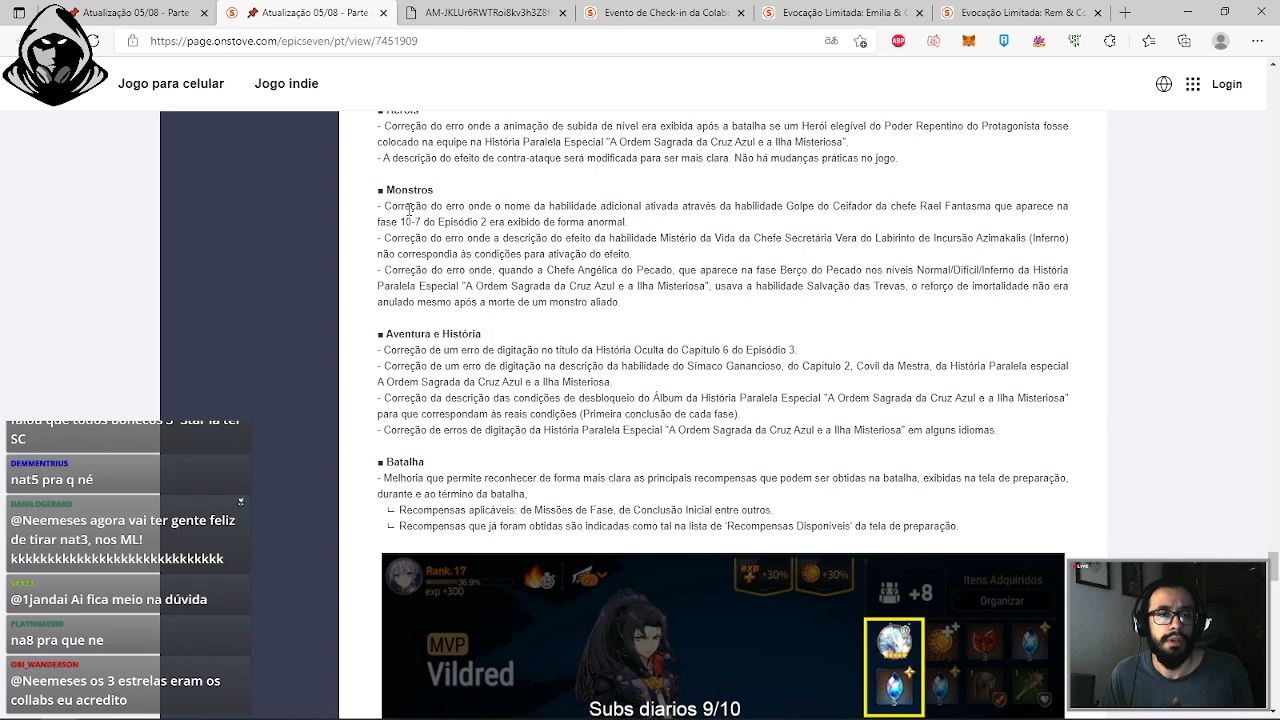 Atualização 05/08 - Parte
Atualização 05/08 - Parte
Evento de Check-in da Colab
Evocação Limitada: Emilia & C
Evocação Limitada: Rem & Cc
https://page.onstove.com/epicseven/pt/view/7451909
Jogo para celular
Jogo indie
Login
■ Heróis
- Correção do erro onde a animação de subida de nível era exibida após a batalha se um Herói elegível do Poder Repentino do Protagonista fosse
colocado na equipe na História Paralela Especial "A Ordem Sagrada da Cruz Azul e a Ilha Misteriosa".
- A descrição do efeito de contra-ataque será modificada para ser mais clara. Não há mudanças práticas no jogo.
■ Monstros
- Correção do erro onde o nome da habilidade adicional ativada através da habilidade Golpe do Ceifador da chefe Rael Fantasma que aparece na
fase 10-7 do Episódio 2 era exibido de forma anormal.
- Correção do erro onde a descrição do efeito da habilidade Mistério da Vida da Chefe Secretária Vera do Labirinto de Incursão Azimakalis (Inferno)
não correspondia às condições para ativação do efeito.
- Correção do erro onde, quando a Chefe Angélica do Pecado, que aparece na fase Berço do Pecado nos níveis Normal/Difícil/Inferno da História
Paralela Especial "A Ordem Sagrada da Cruz Azul e a Ilha Misteriosa", usava a habilidade Salvação das Trevas, o reforço de imortalidade não era
anulado mesmo após a morte de um monstro aliado.
■ Aventura e História
- Correção de um erro de digitação no título da História Oculta do Capítulo 6 do Episódio 3.
- Correção de um erro de digitação na descrição da habilidade do Símaco Ganancioso, do Capítulo 2, Covil da Mestra, da História Paralela especial
A Ordem Sagrada da Cruz Azul e a Ilha Misteriosa.
- Correção da descrição das condições de desbloqueio do Álbum da História Paralela Especial "A Ordem Sagrada da Cruz Azul e a Ilha Misteriosa"
para que correspondam às reais condições (Primeira conclusão de cada fase).
- Correção de erros de digitação da História Paralela Especial "A Ordem Sagrada da Cruz Azul e a Ilha Misteriosa" em alguns idiomas.
■ Batalha
- Melhoria que permite reconhecer de forma mais clara as principais recompensas que podem ser obtidas na batalha, exibidas na tela de preparação,
durante e ao término da batalha,
ㄴ Recompensas aplicáveis: de Missões de Fase, de Conclusão Inicial entre outros.
ㄴ Recompensas que já foram obtidas são indicadas como tal na lista de 'Recompensas Disponíveis' da tela de preparação.
SC
DEMMENTRIUS
nat5 pra q né
DANILOGERARD
@Neemeses agora vai ter gente feliz
de tirar nat3, nos ML!
kkkkkkkkkkkkkkkkkkkkkkkkkkkk
VYXZ3
@1jandai Ai fica meio na dúvida
PLAYNIMES00
na8 pra que ne
OBI_WANDERSON
@Neemeses os 3 estrelas eram os
collabs eu acredito
Rank.17
36.9%
exp +300
exp
+30%
+30%
+8
Itens Adquiridos
Organizar
MVP
Vildred
Subs diarios 9/10
LIVE